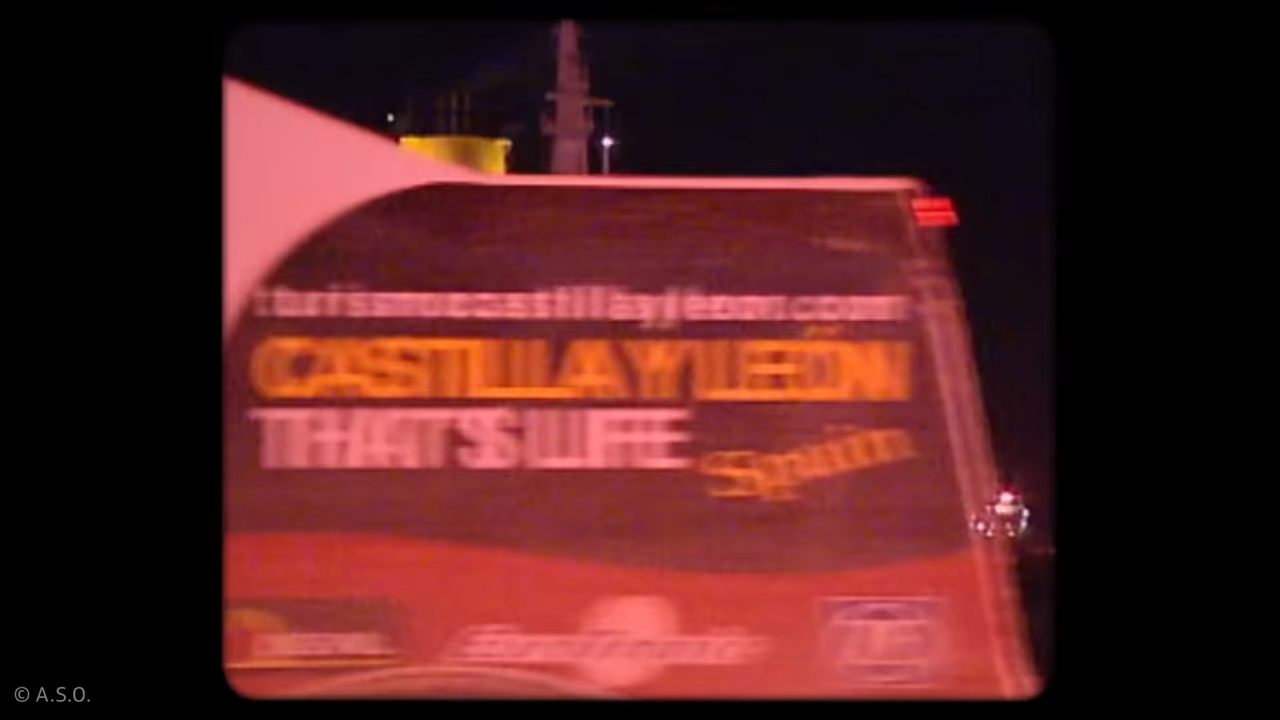 turismocastillayleon.com
CASTILLA Y LEÓN
THAT'S LIFE
Spain
© A.S.O.